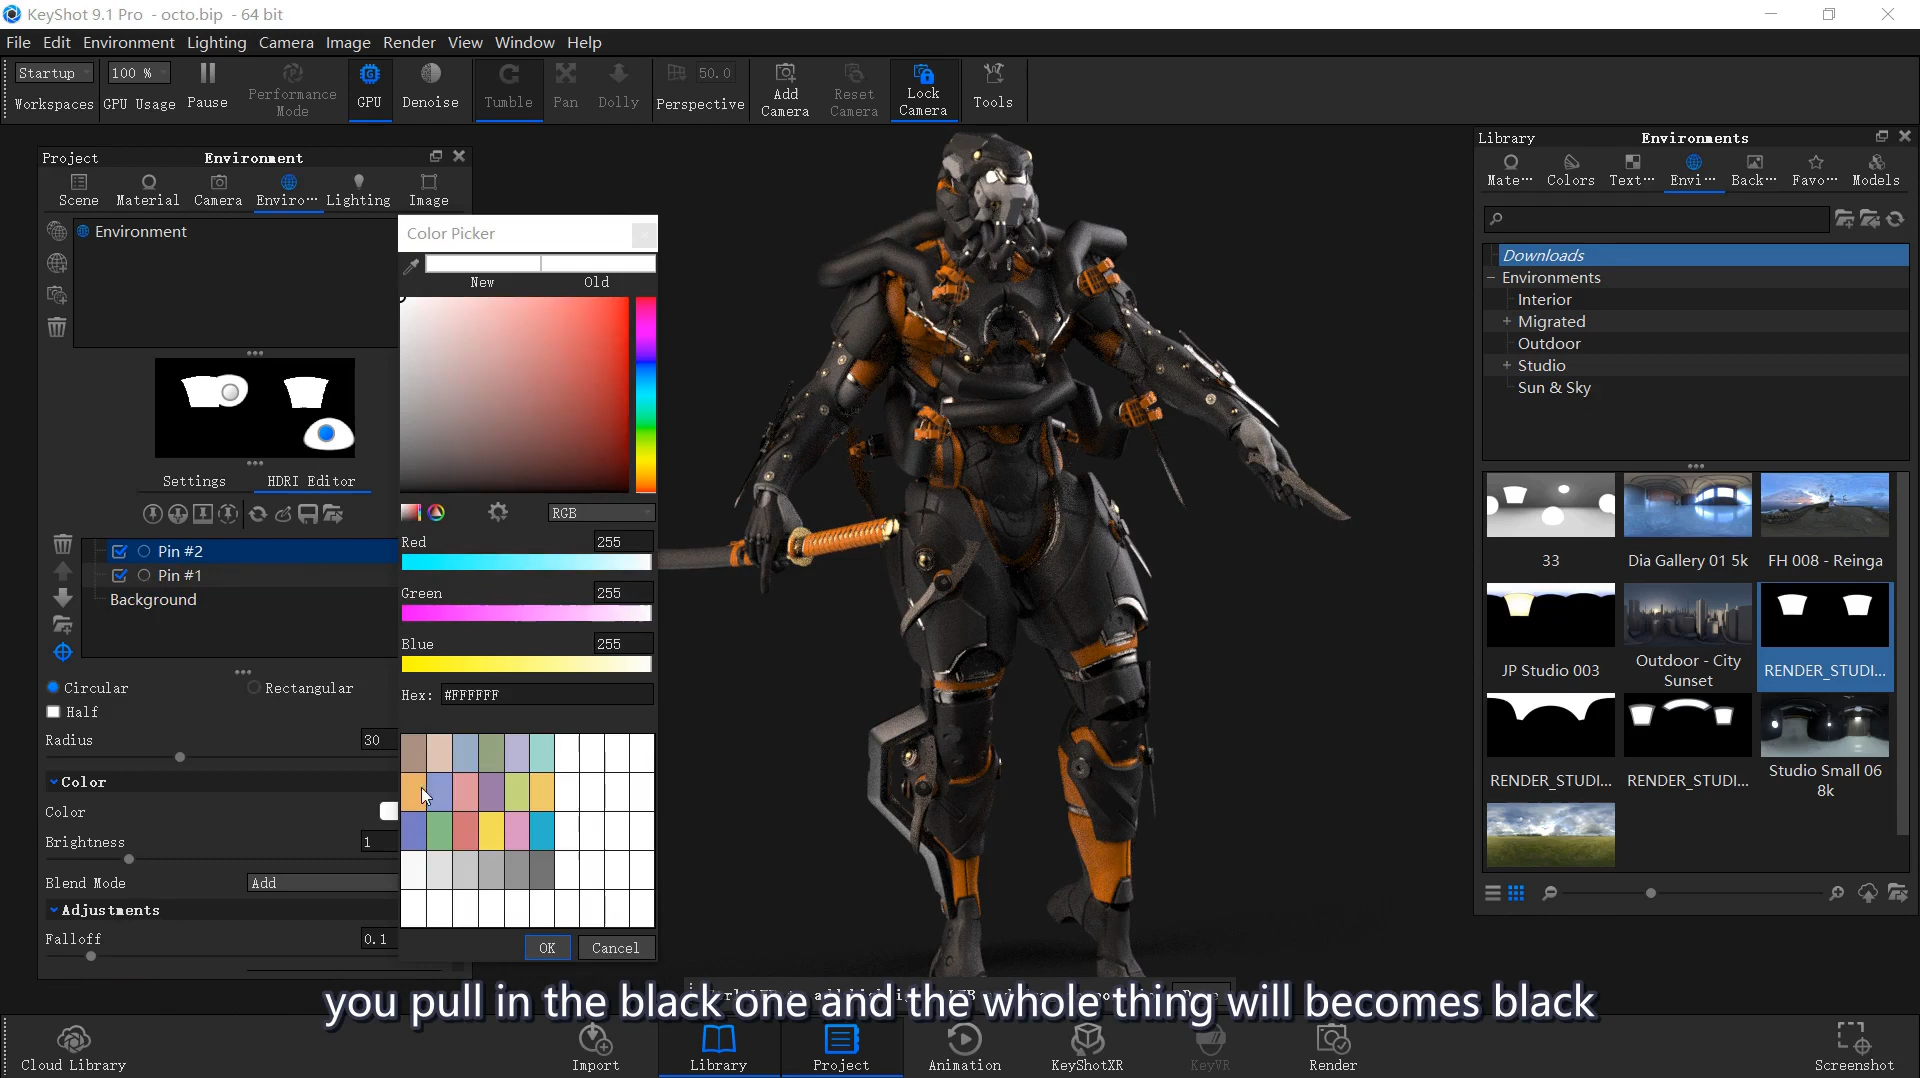 KeyShot 9.1 Pro - octo.bip - 64 bit
File Edit Environment Lighting Camera Image Render View Window Help
Startup 100 % 50.0
Workspaces GPU Usage Pause Performance Mode GPU Denoise Tumble Pan Dolly Perspective Add Camera Reset Camera Lock Camera Tools
Project Environment
Scene Material Camera Enviro... Lighting Image
Environment
Settings HDRI Editor
Pin #2
Pin #1
Background
Circular Rectangular
Half
Radius 30
Color
Color
Brightness 1
Blend Mode Add
Adjustments
Falloff 0.1
Color Picker
New Old
RGB
Red 255
Green 255
Blue 255
Hex: #FFFFFF
OK Cancel
Library Environments
Mate... Colors Text... Envi... Back... Favo... Models
Downloads
Environments
Interior
Migrated
Outdoor
Studio
Sun & Sky
33 Dia Gallery 01 5k FH 008 - Reinga
JP Studio 003 Outdoor - City Sunset RENDER_STUDI...
RENDER_STUDI... RENDER_STUDI... Studio Small 06 8k
you pull in the black one and the whole thing will becomes black
Cloud Library Import Library Project Animation KeyShotXR KeyVR Render Screenshot